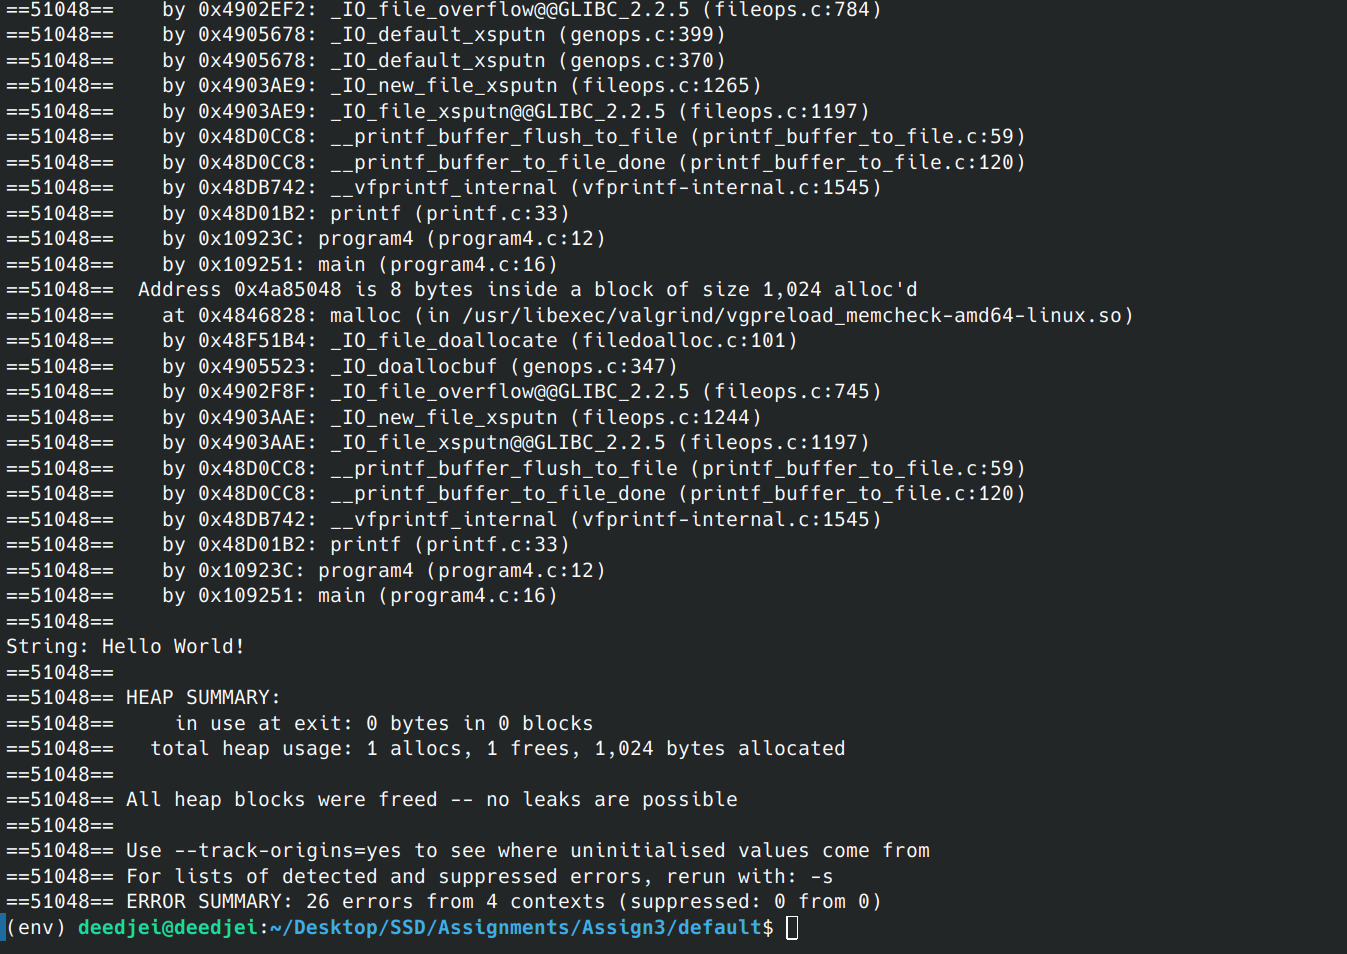 ==51048==    by 0x4902EF2: _IO_file_overflow@@GLIBC_2.2.5 (fileops.c:784)
==51048==    by 0x4905678: _IO_default_xsputn (genops.c:399)
==51048==    by 0x4905678: _IO_default_xsputn (genops.c:370)
==51048==    by 0x4903AE9: _IO_new_file_xsputn (fileops.c:1265)
==51048==    by 0x4903AE9: _IO_file_xsputn@@GLIBC_2.2.5 (fileops.c:1197)
==51048==    by 0x48D0CC8: __printf_buffer_flush_to_file (printf_buffer_to_file.c:59)
==51048==    by 0x48D0CC8: __printf_buffer_to_file_done (printf_buffer_to_file.c:120)
==51048==    by 0x48DB742: __vfprintf_internal (vfprintf-internal.c:1545)
==51048==    by 0x48D01B2: printf (printf.c:33)
==51048==    by 0x10923C: program4 (program4.c:12)
==51048==    by 0x109251: main (program4.c:16)
==51048==  Address 0x4a85048 is 8 bytes inside a block of size 1,024 alloc'd
==51048==    at 0x4846828: malloc (in /usr/libexec/valgrind/vgpreload_memcheck-amd64-linux.so)
==51048==    by 0x48F51B4: _IO_file_doallocate (filedoalloc.c:101)
==51048==    by 0x4905523: _IO_doallocbuf (genops.c:347)
==51048==    by 0x4902F8F: _IO_file_overflow@@GLIBC_2.2.5 (fileops.c:745)
==51048==    by 0x4903AAE: _IO_new_file_xsputn (fileops.c:1244)
==51048==    by 0x4903AAE: _IO_file_xsputn@@GLIBC_2.2.5 (fileops.c:1197)
==51048==    by 0x48D0CC8: __printf_buffer_flush_to_file (printf_buffer_to_file.c:59)
==51048==    by 0x48D0CC8: __printf_buffer_to_file_done (printf_buffer_to_file.c:120)
==51048==    by 0x48DB742: __vfprintf_internal (vfprintf-internal.c:1545)
==51048==    by 0x48D01B2: printf (printf.c:33)
==51048==    by 0x10923C: program4 (program4.c:12)
==51048==    by 0x109251: main (program4.c:16)
==51048==
String: Hello World!
==51048==
==51048== HEAP SUMMARY:
==51048==     in use at exit: 0 bytes in 0 blocks
==51048==   total heap usage: 1 allocs, 1 frees, 1,024 bytes allocated
==51048==
==51048== All heap blocks were freed -- no leaks are possible
==51048==
==51048== Use --track-origins=yes to see where uninitialised values come from
==51048== For lists of detected and suppressed errors, rerun with: -s
==51048== ERROR SUMMARY: 26 errors from 4 contexts (suppressed: 0 from 0)
(env) deedjei@deedjei:~/Desktop/SSD/Assignments/Assign3/default$